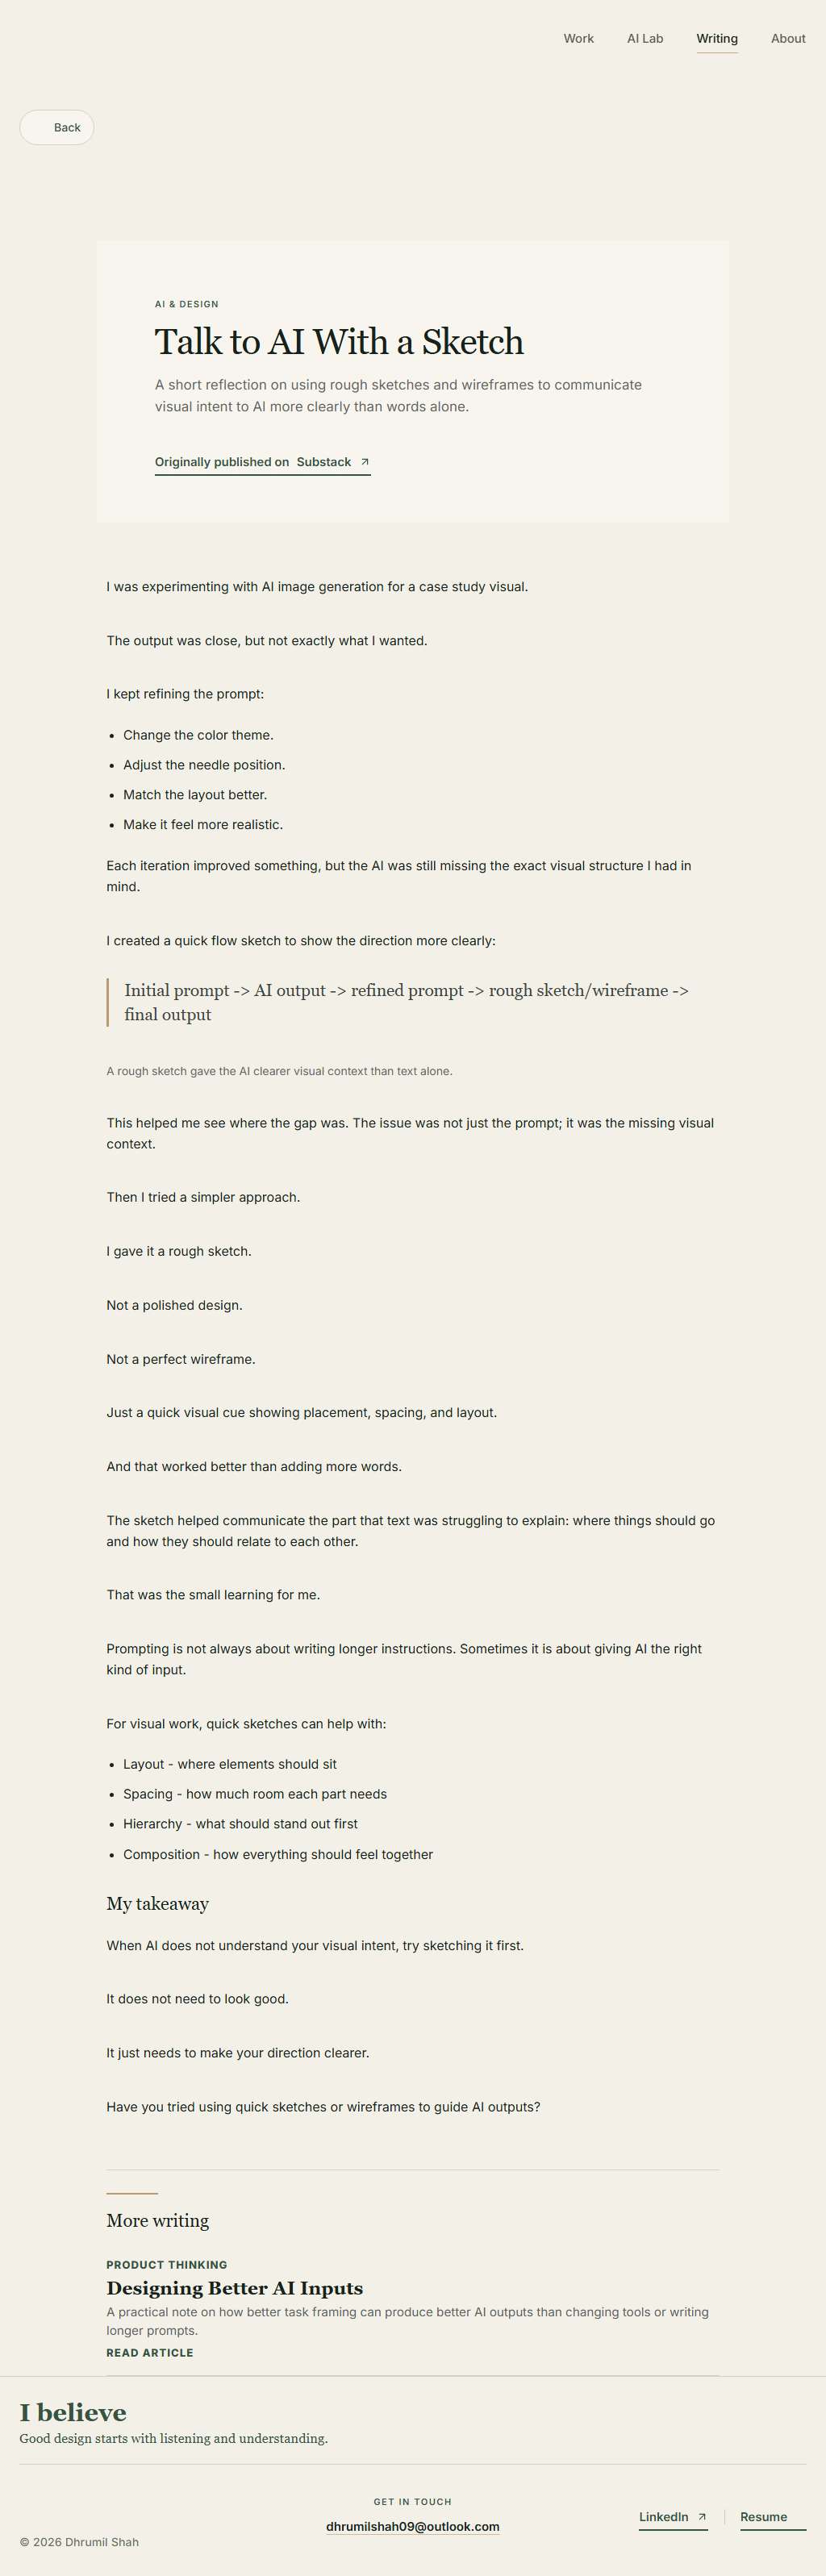 Work AI Lab Writing About
Back
AI & DESIGN
Talk to AI With a Sketch
A short reflection on using rough sketches and wireframes to communicate
visual intent to AI more clearly than words alone.
Originally published on Substack
I was experimenting with AI image generation for a case study visual.
The output was close, but not exactly what I wanted.
I kept refining the prompt:
• Change the color theme.
• Adjust the needle position.
• Match the layout better.
• Make it feel more realistic.
Each iteration improved something, but the AI was still missing the exact visual structure I had in
mind.
I created a quick flow sketch to show the direction more clearly:
Initial prompt -> AI output -> refined prompt -> rough sketch/wireframe ->
final output
A rough sketch gave the AI clearer visual context than text alone.
This helped me see where the gap was. The issue was not just the prompt; it was the missing visual
context.
Then I tried a simpler approach.
I gave it a rough sketch.
Not a polished design.
Not a perfect wireframe.
Just a quick visual cue showing placement, spacing, and layout.
And that worked better than adding more words.
The sketch helped communicate the part that text was struggling to explain: where things should go
and how they should relate to each other.
That was the small learning for me.
Prompting is not always about writing longer instructions. Sometimes it is about giving AI the right
kind of input.
For visual work, quick sketches can help with:
• Layout - where elements should sit
• Spacing - how much room each part needs
• Hierarchy - what should stand out first
• Composition - how everything should feel together
My takeaway
When AI does not understand your visual intent, try sketching it first.
It does not need to look good.
It just needs to make your direction clearer.
Have you tried using quick sketches or wireframes to guide AI outputs?
More writing
PRODUCT THINKING
Designing Better AI Inputs
A practical note on how better task framing can produce better AI outputs than changing tools or writing
longer prompts.
READ ARTICLE
I believe
Good design starts with listening and understanding.
GET IN TOUCH
dhrumilshah09@outlook.com
LinkedIn Resume
© 2026 Dhrumil Shah